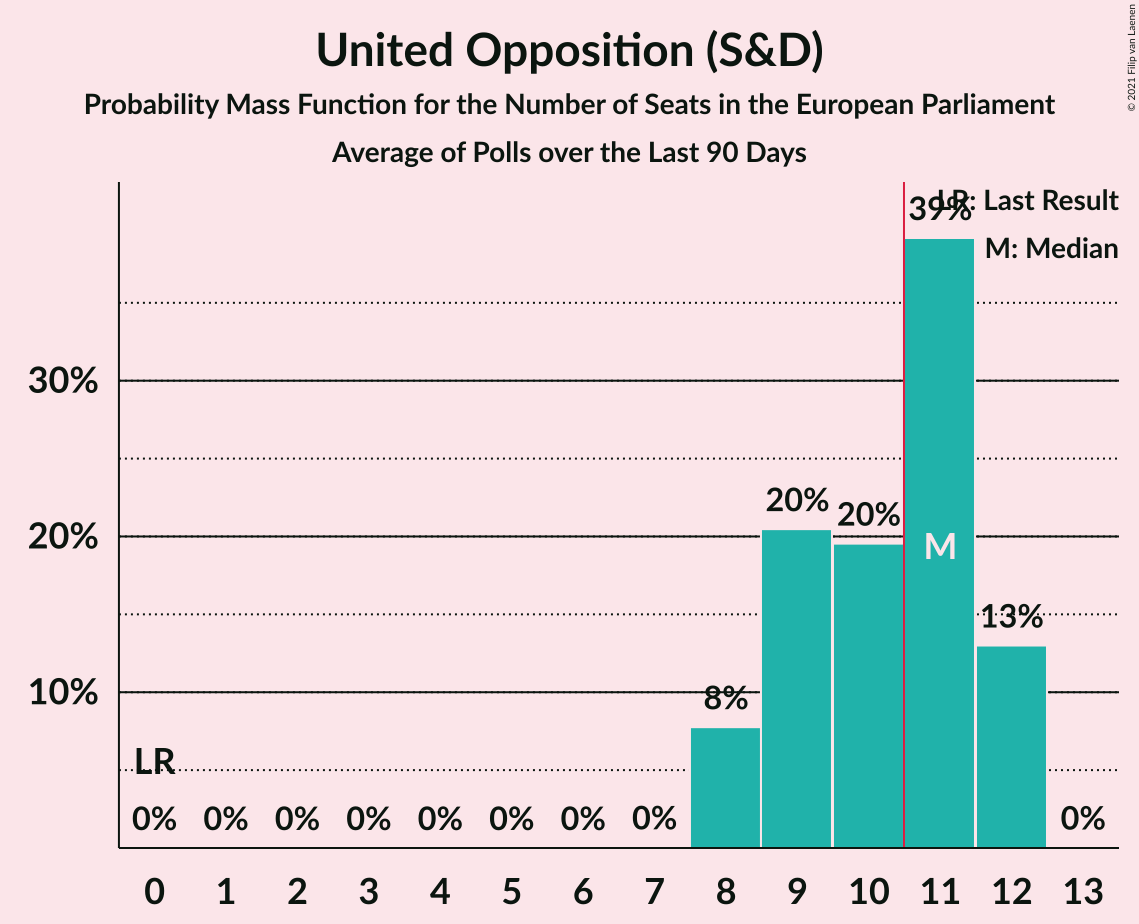 United Opposition (S&D)
Probability Mass Function for the Number of Seats in the European Parliament
Average of Polls over the Last 90 Days
© 2021 Filip van Laenen
LR: Last Result
M: Median
39%
30%
20%
20%
20%
M
13%
10%
8%
LR
0% 0% 0% 0% 0% 0% 0% 0% 0%
0 1 2 3 4 5 6 7 8 9 10 11 12 13